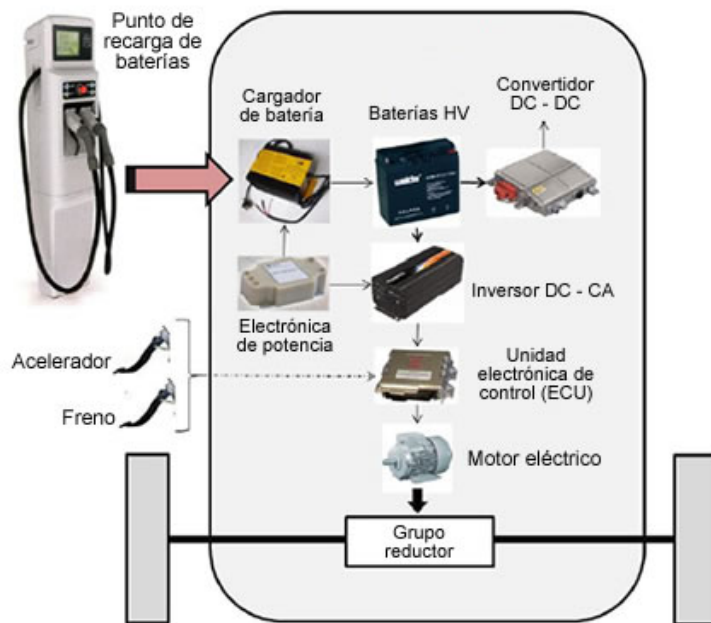 Punto de
recarga de
baterías
Cargador
de batería
Baterías HV
Convertidor
DC - DC
Electrónica
de potencia
Inversor DC - CA
Acelerador
Freno
Unidad
electrónica de
control (ECU)
Motor eléctrico
Grupo
reductor